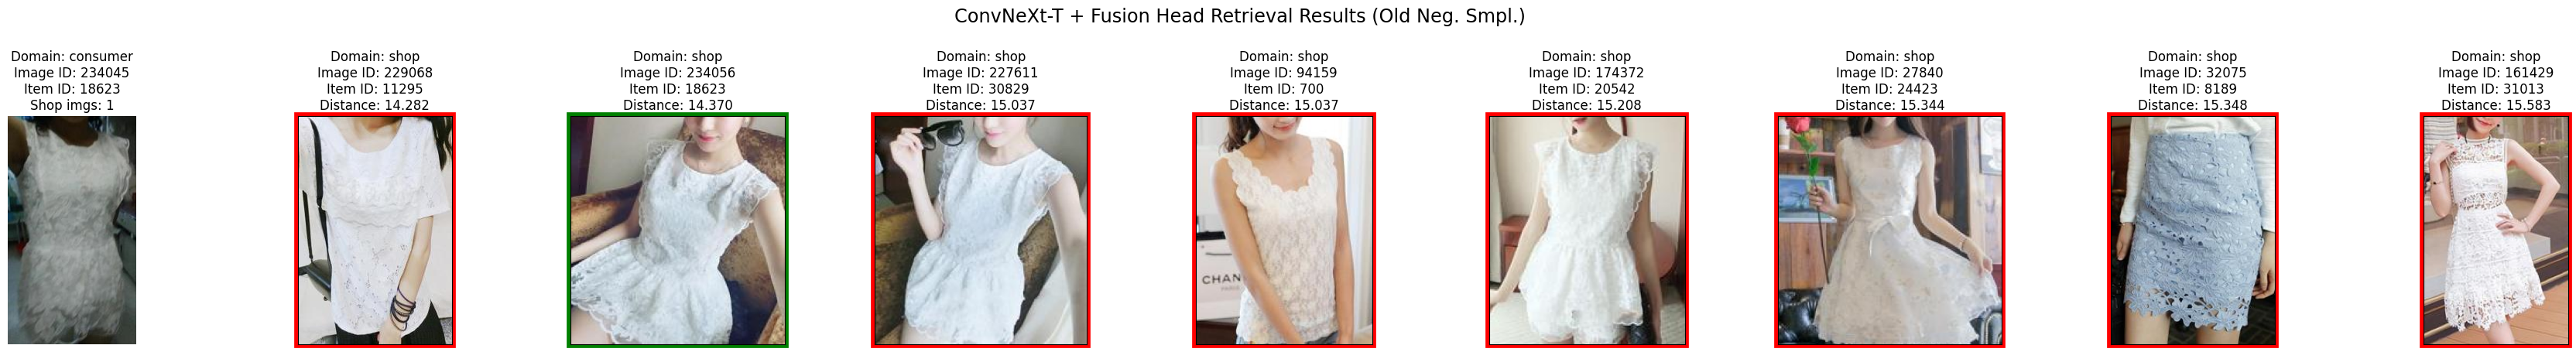 ConvNeXt-T + Fusion Head Retrieval Results (Old Neg. Smpl.)
Domain: consumer
Image ID: 234045
Item ID: 18623
Shop imgs: 1
Domain: shop
Image ID: 229068
Item ID: 11295
Distance: 14.282
Domain: shop
Image ID: 234056
Item ID: 18623
Distance: 14.370
Domain: shop
Image ID: 227611
Item ID: 30829
Distance: 15.037
Domain: shop
Image ID: 94159
Item ID: 700
Distance: 15.037
Domain: shop
Image ID: 174372
Item ID: 20542
Distance: 15.208
Domain: shop
Image ID: 27840
Item ID: 24423
Distance: 15.344
Domain: shop
Image ID: 32075
Item ID: 8189
Distance: 15.348
Domain: shop
Image ID: 161429
Item ID: 31013
Distance: 15.583
CHAN